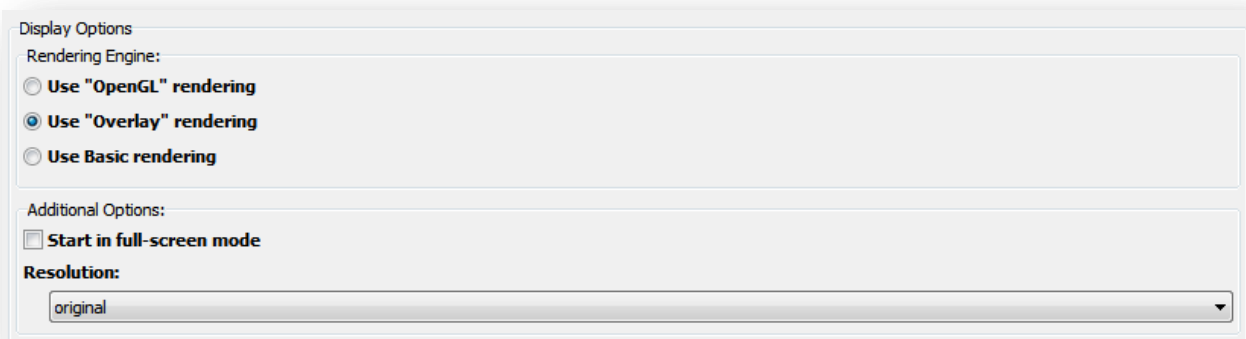 Display Options
Rendering Engine:
Use "OpenGL" rendering
Use "Overlay" rendering
Use Basic rendering
Additional Options:
Start in full-screen mode
Resolution:
original